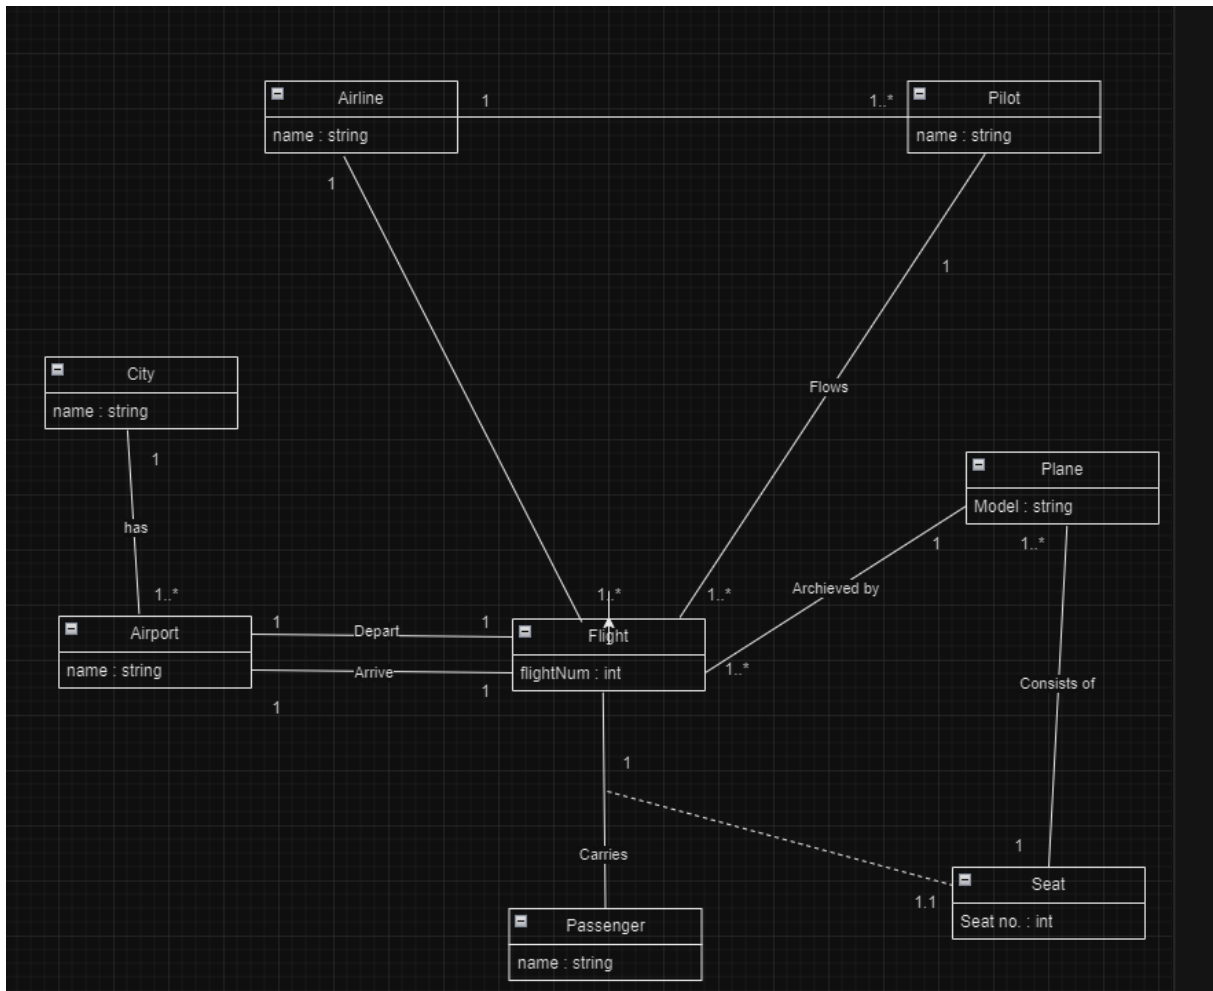 Airline
name : string
1
1..*
Pilot
name : string
1
1
Flows
City
name : string
1
has
1..*
Plane
Model : string
1
1..*
Archieved by
1..*
1..*
Airport
name : string
1
Depart
1
Arrive
1
1
Flight
flightNum : int
1..*
Consists of
1
Carries
1
1.1
Seat
Seat no. : int
Passenger
name : string